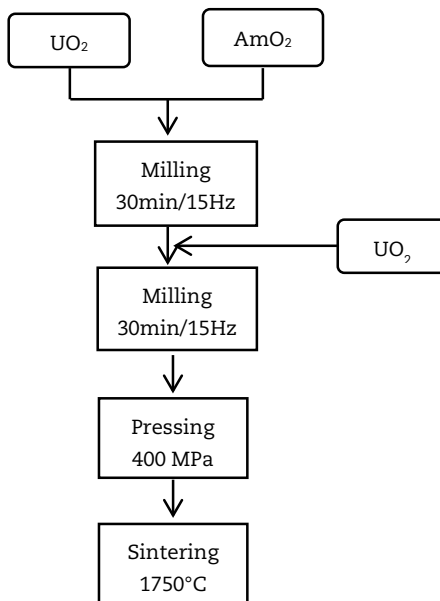 UO₂
AmO₂
Milling
30min/15Hz
UO₂
Milling
30min/15Hz
Pressing
400 MPa
Sintering
1750°C